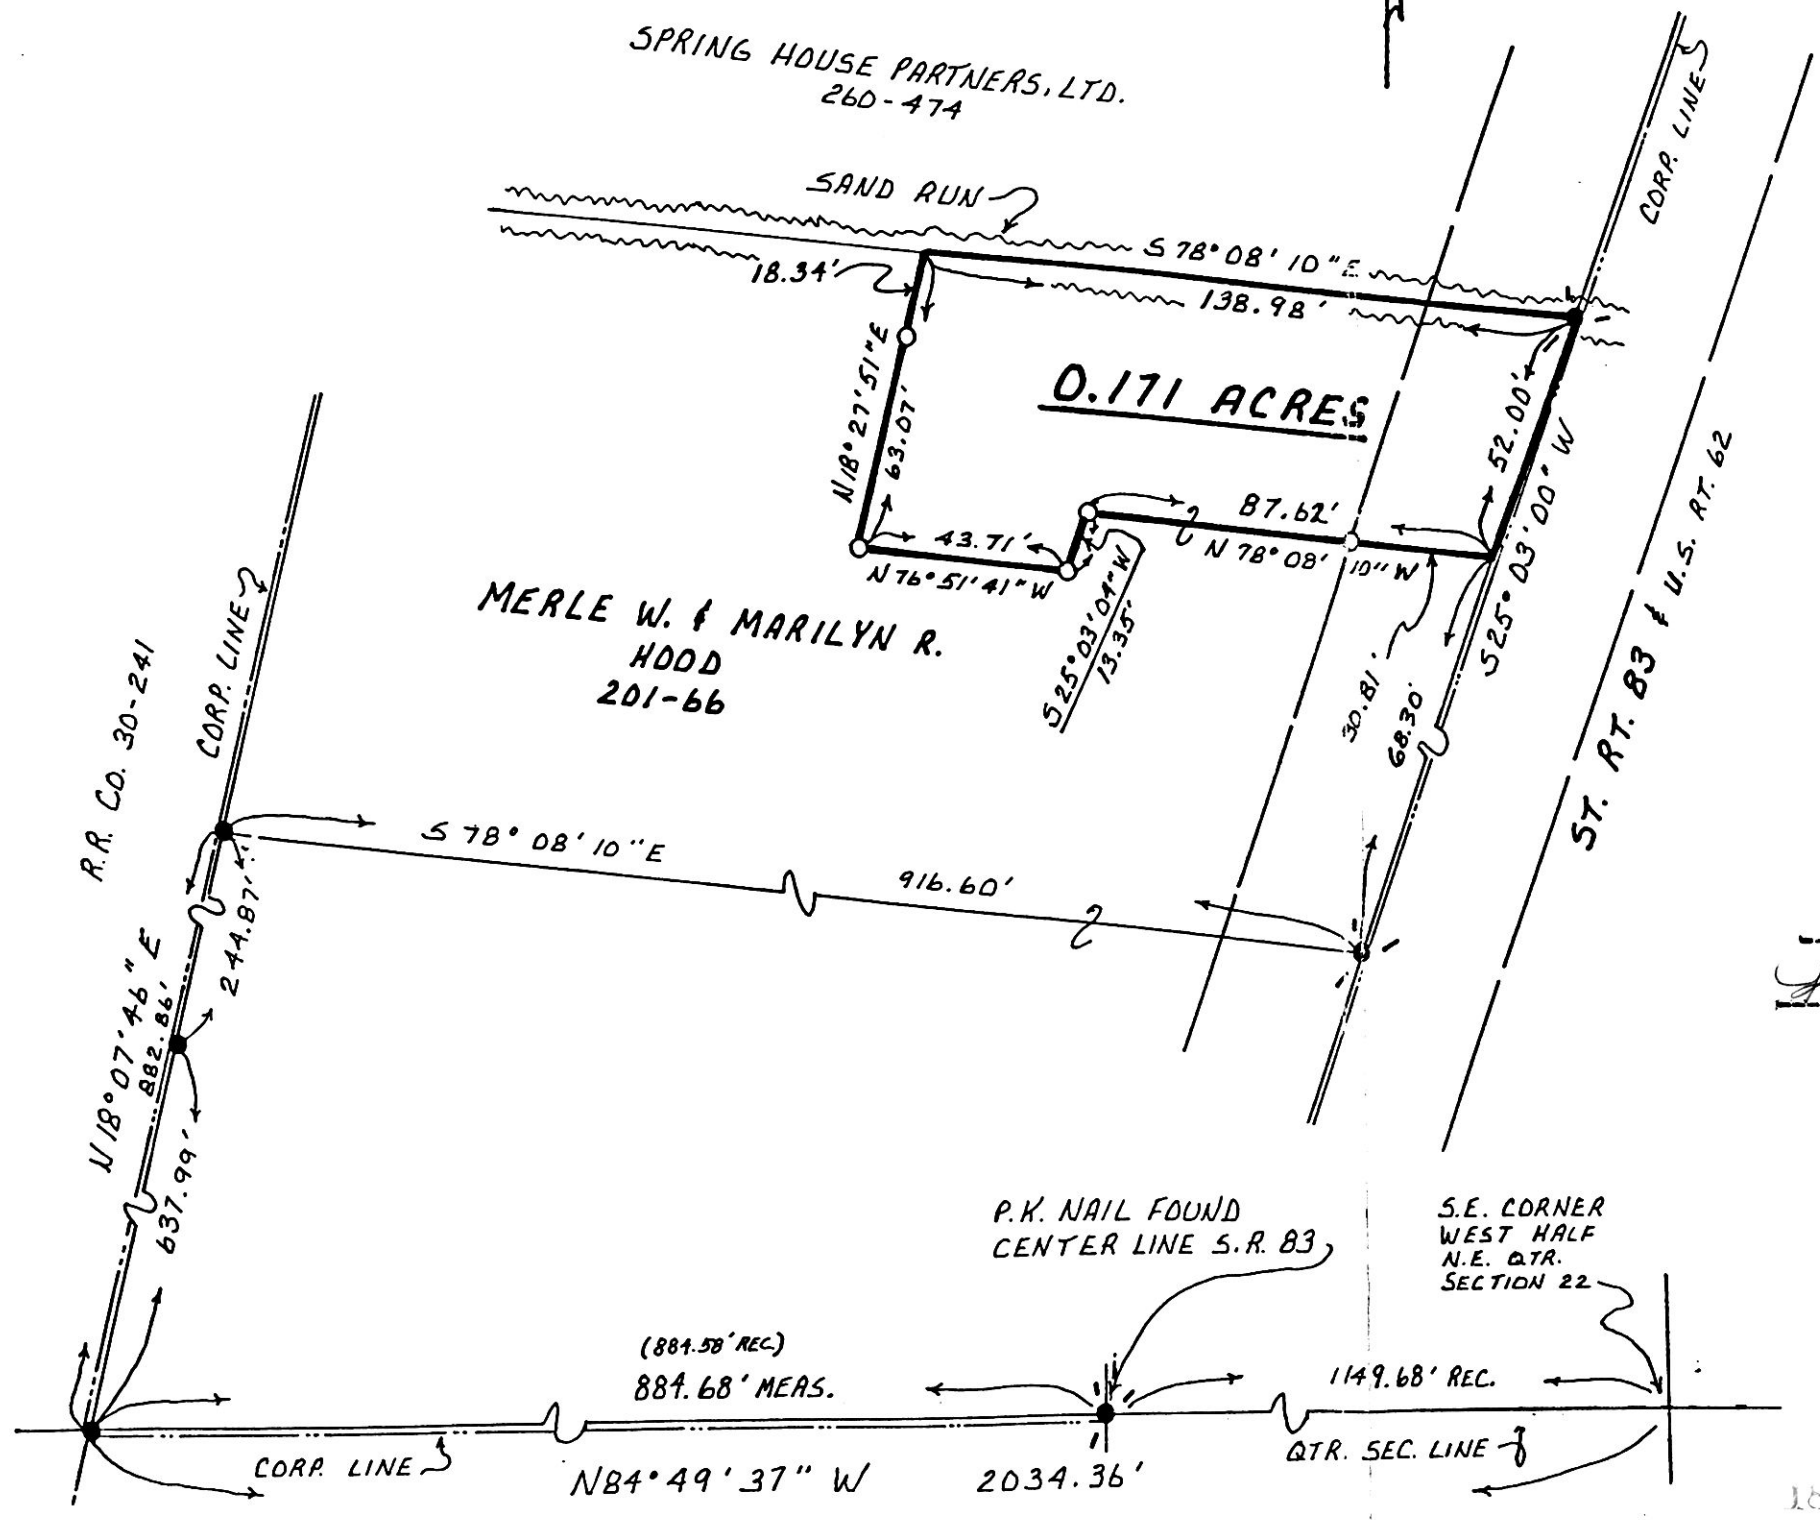 SPRING HOUSE PARTNERS, LTD.
260-474
CORP. LINE
SAND RUN
S 78° 08' 10" E
138.98'
18.34'
N 18° 27' 51" E
63.07'
0.171 ACRES
52.00'
S 25° 03' 00" W
ST. RT. 83 & U.S. RT. 62
87.62'
N 78° 08' 10" W
43.71'
N 76° 51' 41" W
S 25° 03' 04" W
13.35'
30.81'
68.30'
MERLE W. & MARILYN R.
HOOD
201-66
R.R. CO. 30-241
CORP. LINE
S 78° 08' 10" E
916.60'
244.87'
N 18° 07' 46" E
882.86'
637.99'
P.K. NAIL FOUND
CENTER LINE S.R. 83
S.E. CORNER
WEST HALF
N.E. QTR.
SECTION 22
(884.58' REC.)
884.68' MEAS.
1149.68' REC.
CORP. LINE
QTR. SEC. LINE
N84° 49' 37" W 2034.36'